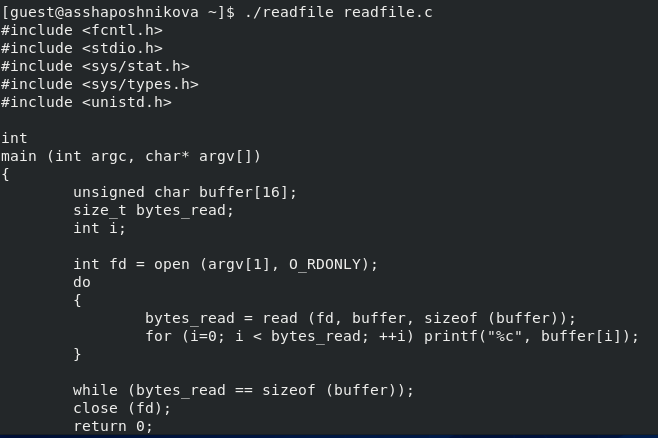 [guest@asshaposhnikova ~]$ ./readfile readfile.c
#include <fcntl.h>
#include <stdio.h>
#include <sys/stat.h>
#include <sys/types.h>
#include <unistd.h>

int
main (int argc, char* argv[])
{
        unsigned char buffer[16];
        size_t bytes_read;
        int i;

        int fd = open (argv[1], O_RDONLY);
        do
        {
                bytes_read = read (fd, buffer, sizeof (buffer));
                for (i=0; i < bytes_read; ++i) printf("%c", buffer[i]);
        }

        while (bytes_read == sizeof (buffer));
        close (fd);
        return 0;